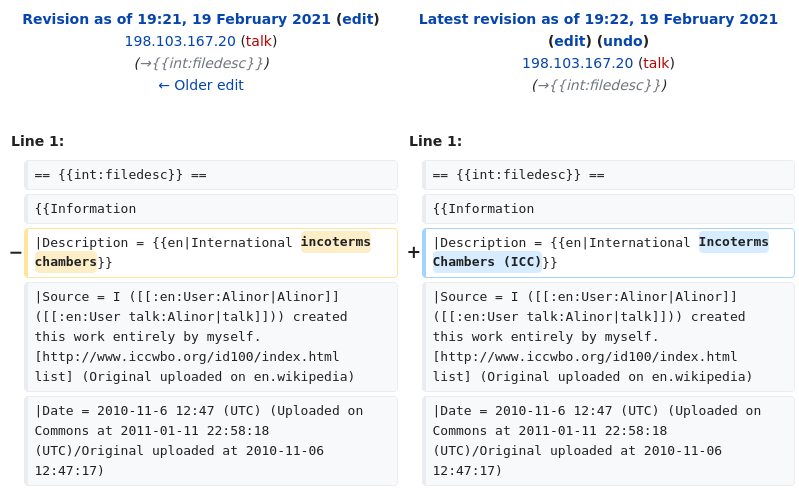 Revision as of 19:21, 19 February 2021 (edit)
198.103.167.20 (talk)
(→{{int:filedesc}})
← Older edit
Latest revision as of 19:22, 19 February 2021
(edit) (undo)
198.103.167.20 (talk)
(→{{int:filedesc}})
Line 1:
Line 1:
== {{int:filedesc}} ==
== {{int:filedesc}} ==
{{Information
{{Information
−
|Description = {{en|International incoterms
chambers}}
+
|Description = {{en|International Incoterms
Chambers (ICC)}}
|Source = I ([[:en:User:Alinor|Alinor]]
([[:en:User talk:Alinor|talk]])) created
this work entirely by myself.
[http://www.iccwbo.org/id100/index.html
list] (Original uploaded on en.wikipedia)
|Source = I ([[:en:User:Alinor|Alinor]]
([[:en:User talk:Alinor|talk]])) created
this work entirely by myself.
[http://www.iccwbo.org/id100/index.html
list] (Original uploaded on en.wikipedia)
|Date = 2010-11-6 12:47 (UTC) (Uploaded on
Commons at 2011-01-11 22:58:18
(UTC)/Original uploaded at 2010-11-06
12:47:17)
|Date = 2010-11-6 12:47 (UTC) (Uploaded on
Commons at 2011-01-11 22:58:18
(UTC)/Original uploaded at 2010-11-06
12:47:17)